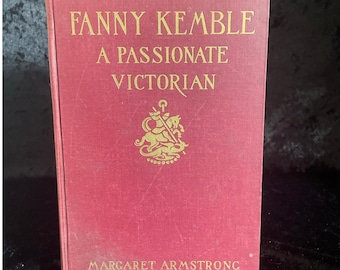 FANNY KEMBLE
A PASSIONATE
VICTORIAN
MARGARET ARMSTRONG